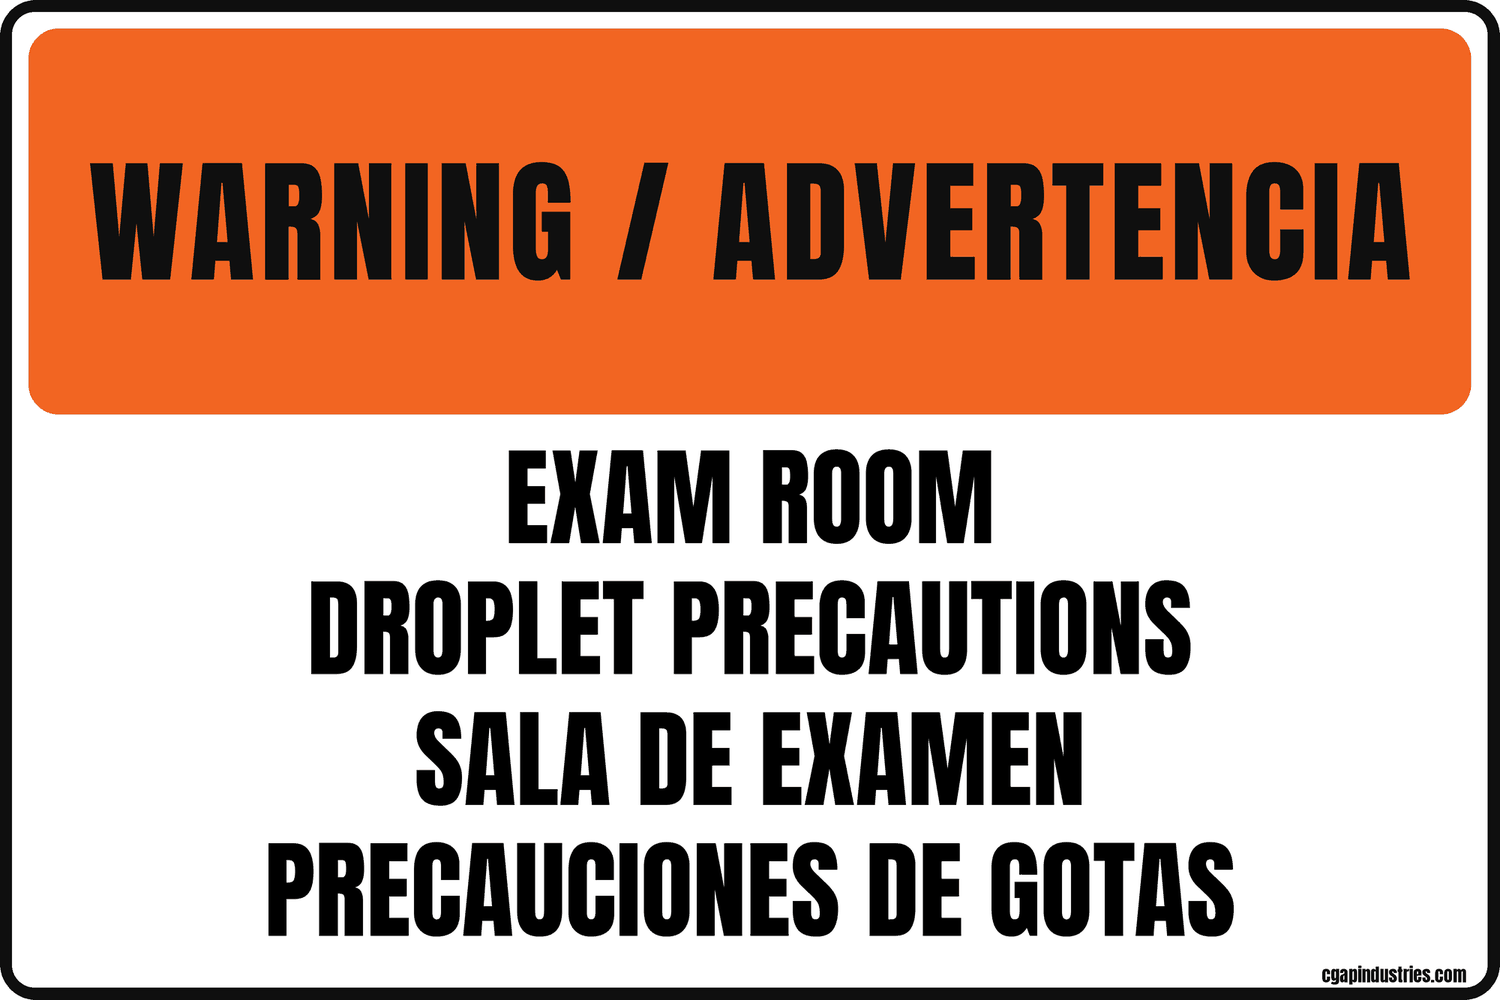 WARNING / ADVERTENCIA
EXAM ROOM
DROPLET PRECAUTIONS
SALA DE EXAMEN
PRECAUCIONES DE GOTAS
cgapindustries.com